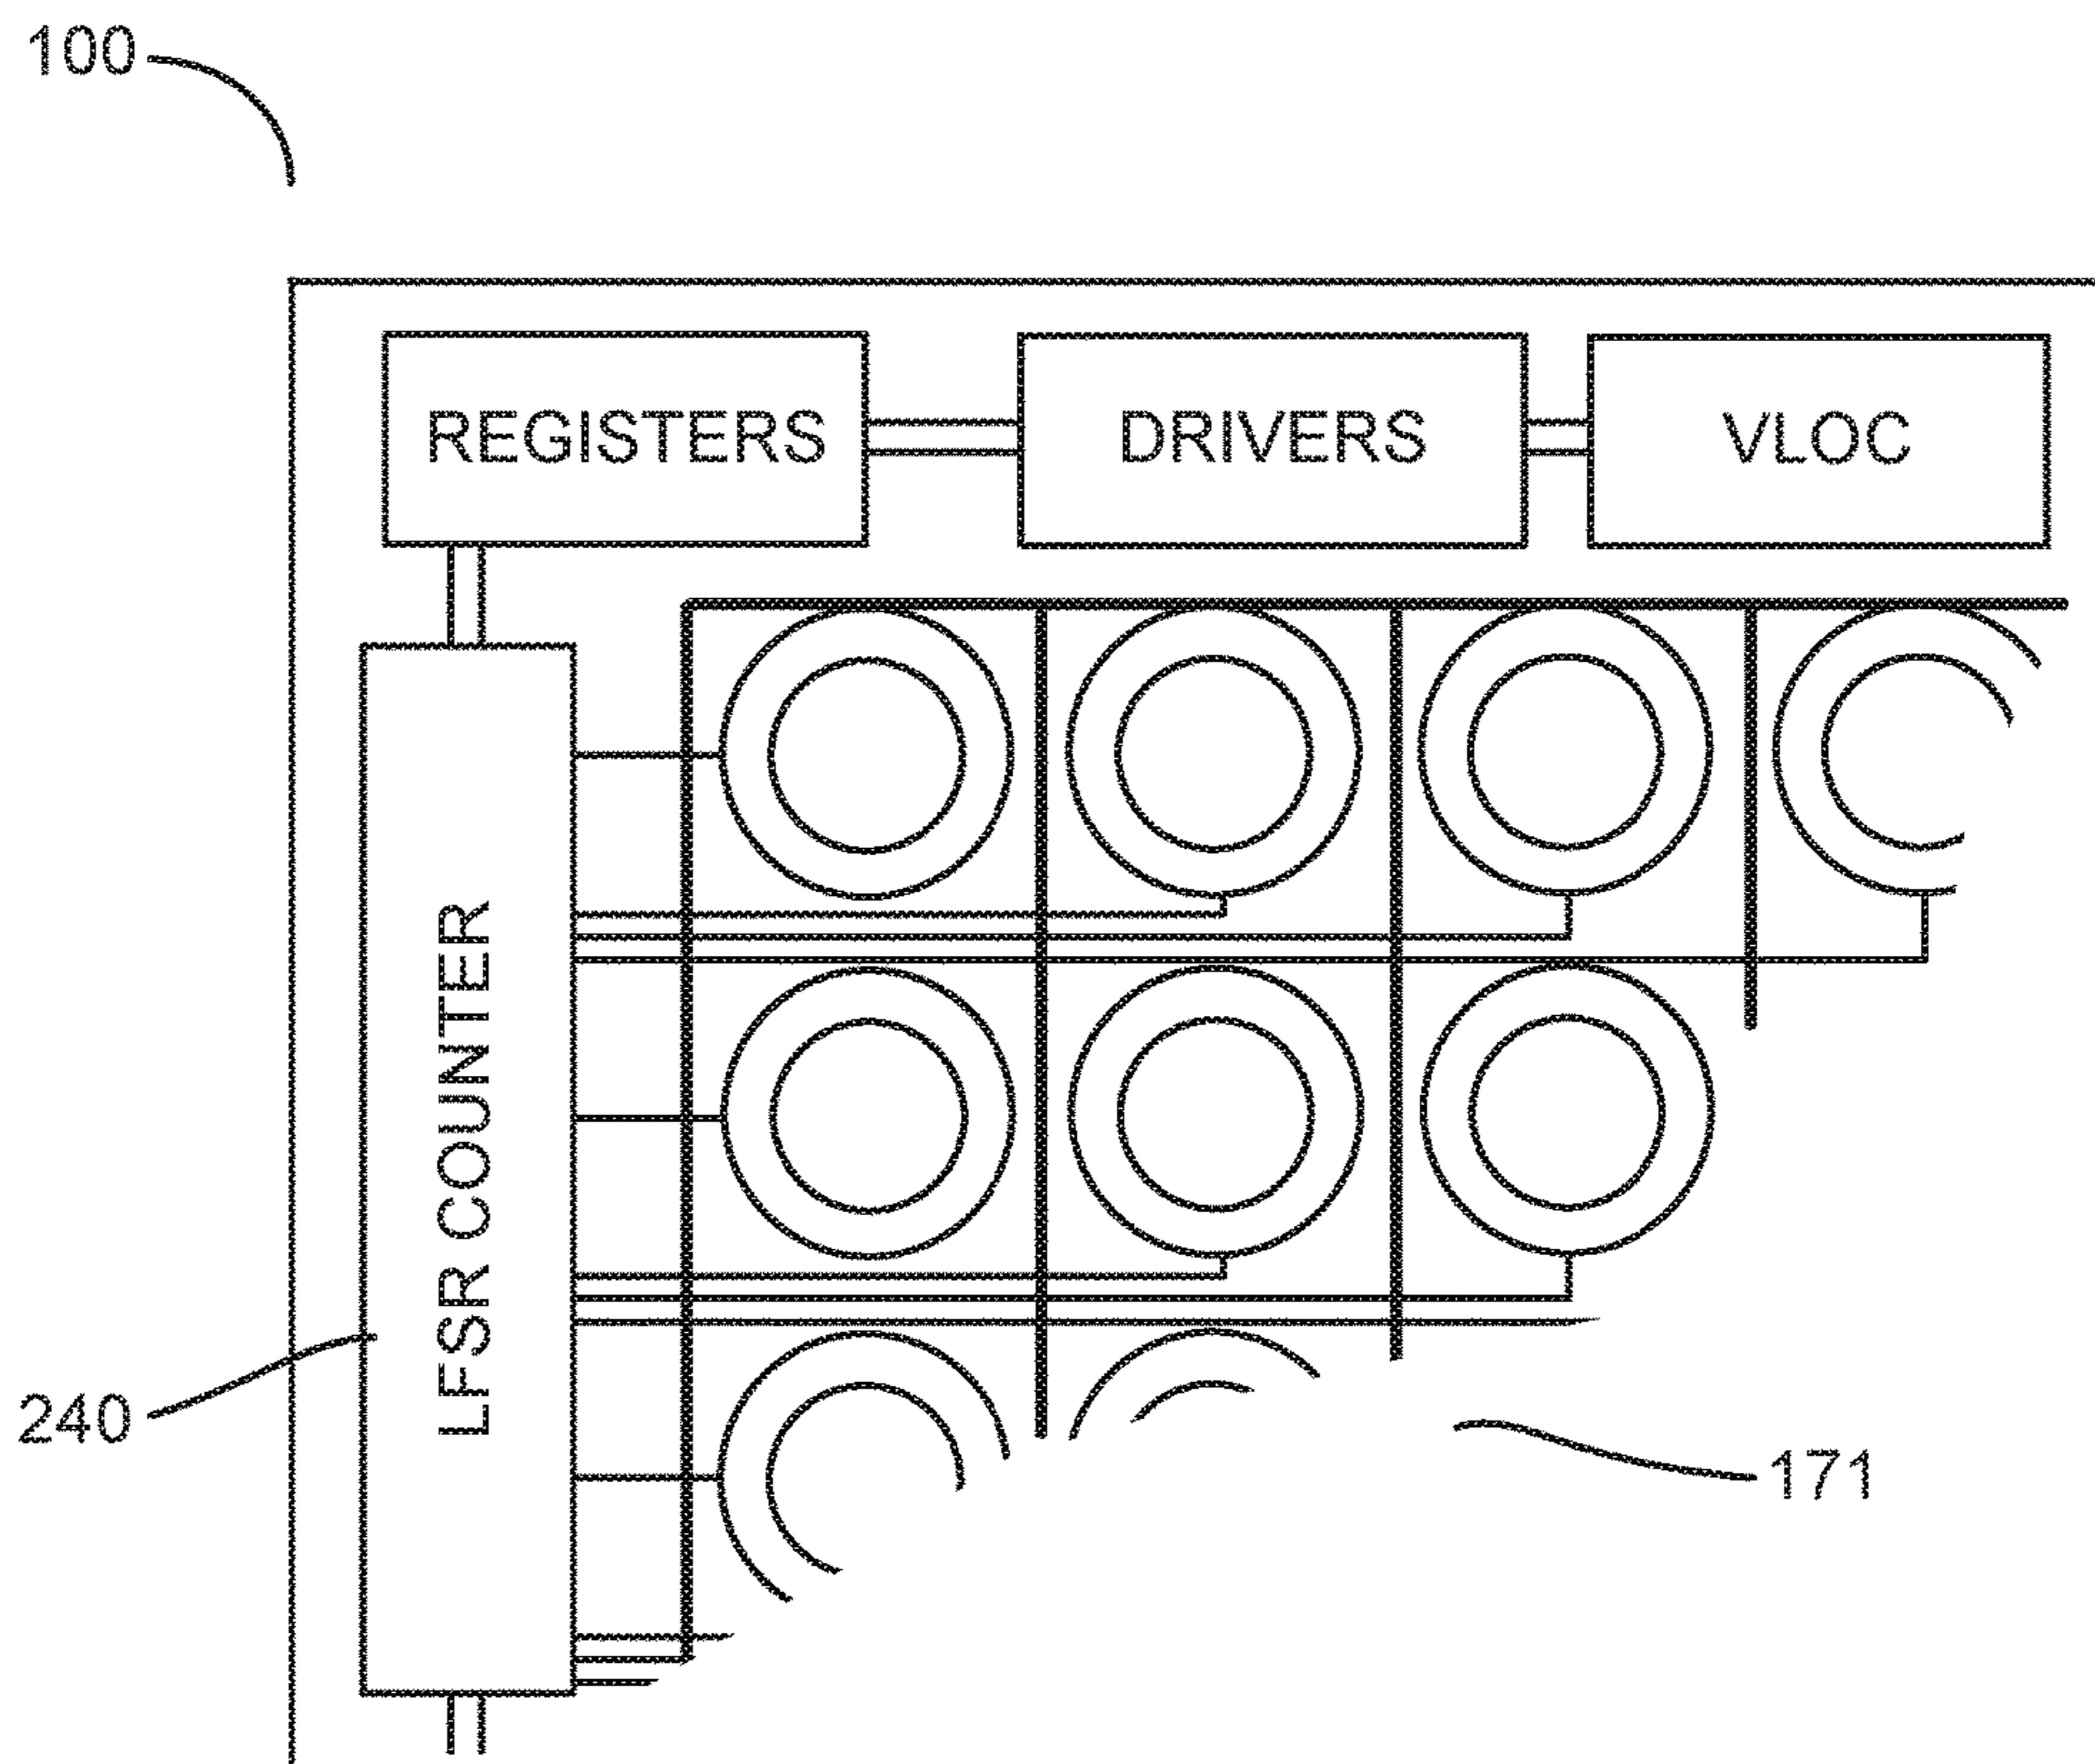 100
REGISTERS
DRIVERS
VLOC
LFSR COUNTER
240
171